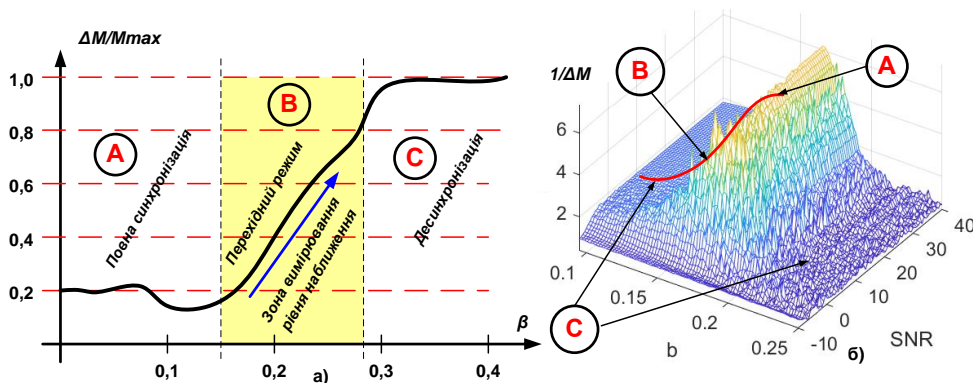 ΔM/Mmax
1,0
0,8
0,6
0,4
0,2
A
B
C
Повна синхронізація
Перехідний режим
Зона вимірювання
рівня наближення
Десинхронізація
β
0,1
0,2
0,3
0,4
а)
1/ΔM
6
4
2
B
A
C
C
0.1
0.15
0.2
0.25
b
-10
0
10
20
30
40
SNR
б)